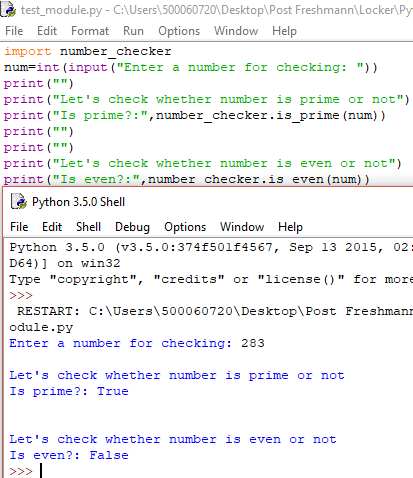 test_module.py - C:\Users\500060720\Desktop\Post Freshmann\Locker\Py
File Edit Format Run Options Window Help
import number_checker
num=int(input("Enter a number for checking: "))
print("")
print("Let's check whether number is prime or not")
print("Is prime?:",number_checker.is_prime(num))
print("")
print("")
print("Let's check whether number is even or not")
print("Is even?:",number_checker.is_even(num))
Python 3.5.0 Shell
File Edit Shell Debug Options Window Help
Python 3.5.0 (v3.5.0:374f501f4567, Sep 13 2015, 02:
D64)] on win32
Type "copyright", "credits" or "license()" for more
>>>
RESTART: C:\Users\500060720\Desktop\Post Freshmann
odule.py
Enter a number for checking: 283
Let's check whether number is prime or not
Is prime?: True
Let's check whether number is even or not
Is even?: False
>>>